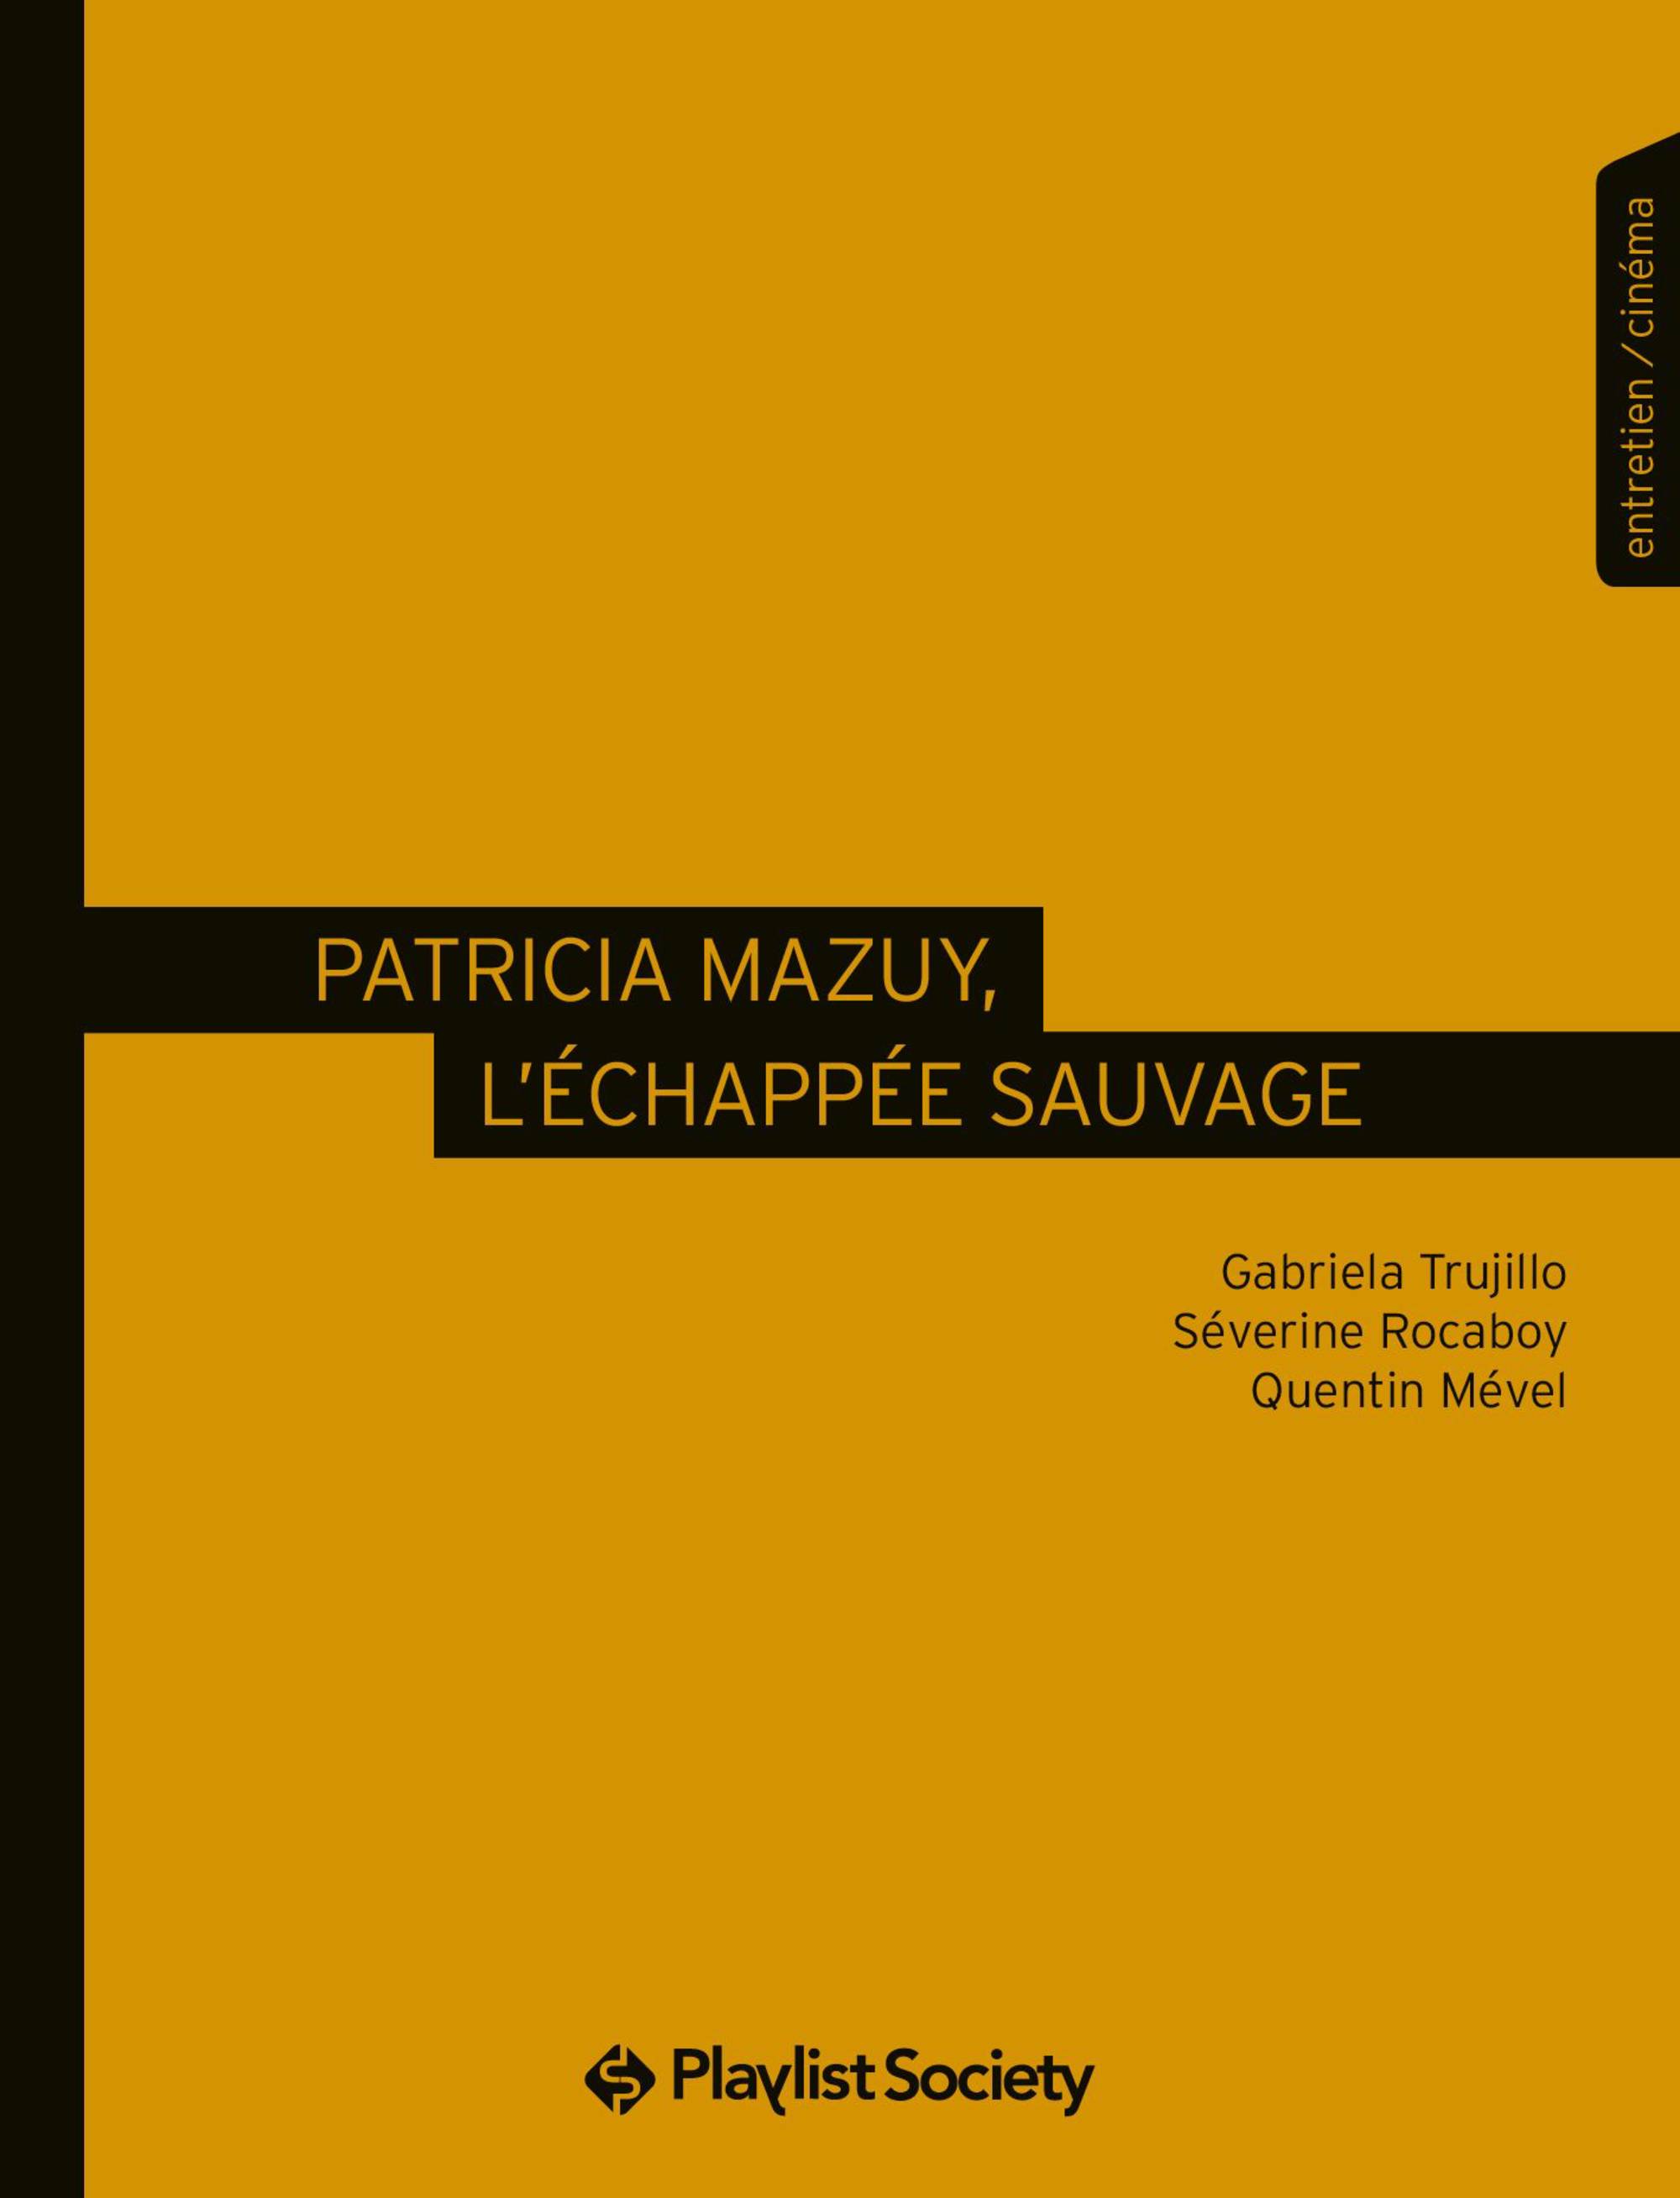 entretien / cinéma
PATRICIA MAZUY,
L'ÉCHAPPÉE SAUVAGE
Gabriela Trujillo
Séverine Rocaboy
Quentin Mével
Playlist Society